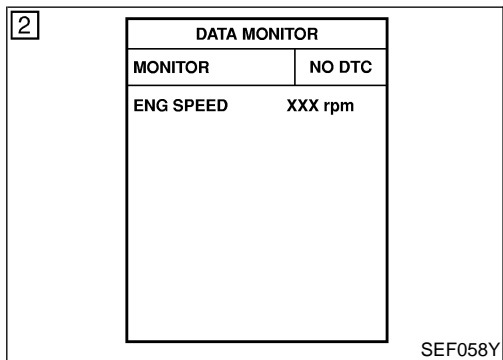 2
DATA MONITOR
MONITOR NO DTC
ENG SPEED XXX rpm
SEF058Y